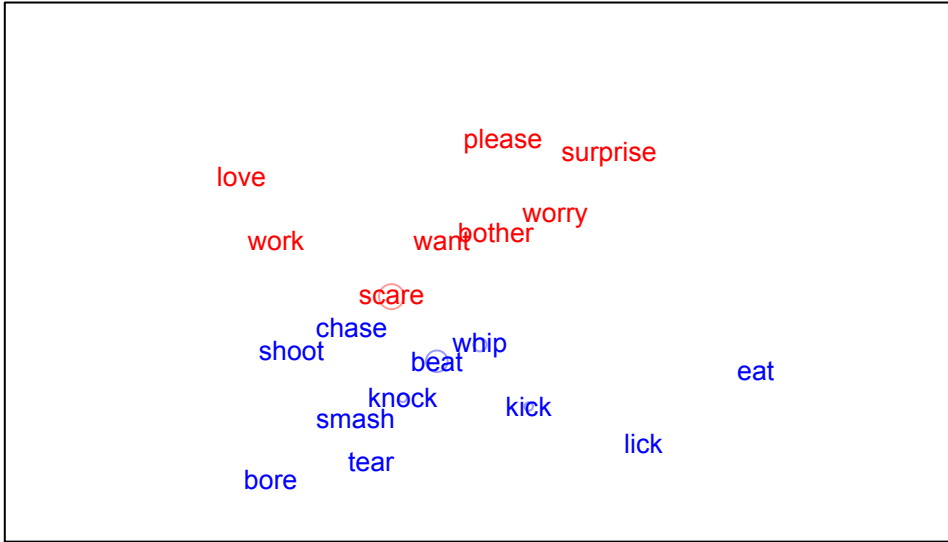 please
surprise
love
worry
bother
work
want
scare
chase
whip
shoot
beat
eat
knock
kick
smash
lick
tear
bore